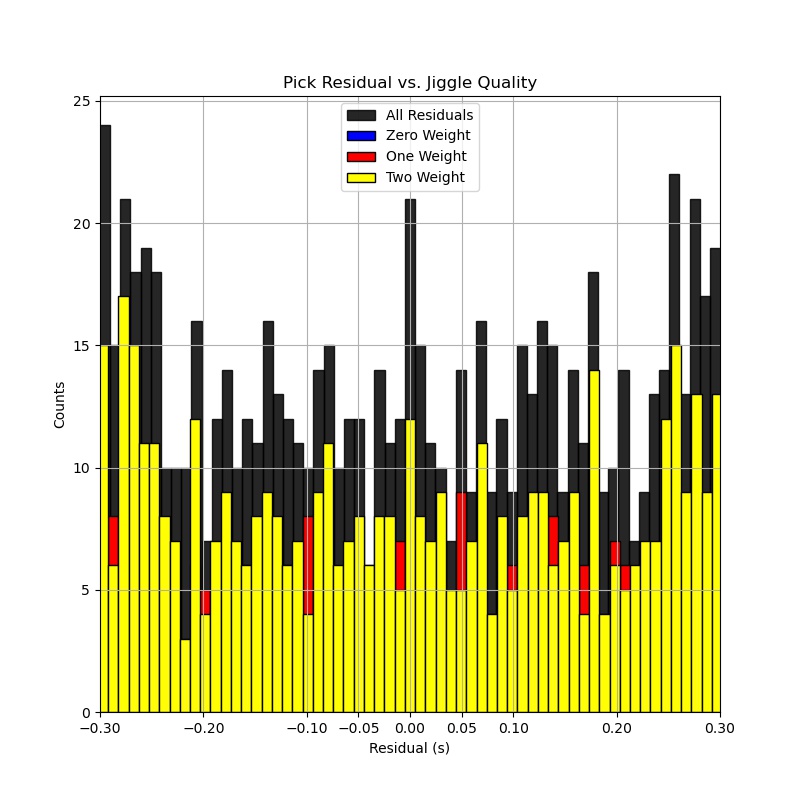 Pick Residual vs. Jiggle Quality
All Residuals
Zero Weight
One Weight
Two Weight
25
20
15
10
5
0
Counts
−0.30 −0.20 −0.10 −0.05 0.00 0.05 0.10 0.20 0.30
Residual (s)